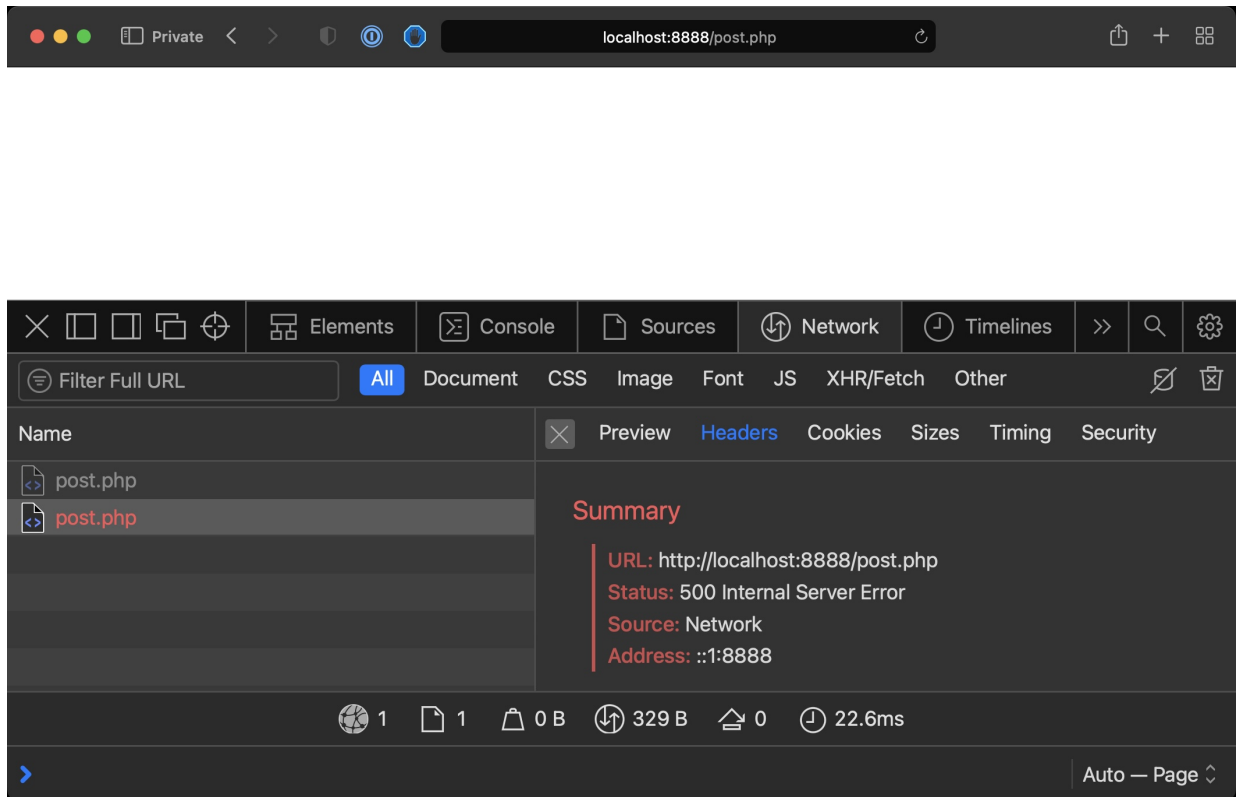 Private localhost:8888/post.php
Elements Console Sources Network Timelines
Filter Full URL All Document CSS Image Font JS XHR/Fetch Other
Name Preview Headers Cookies Sizes Timing Security
post.php
post.php
Summary
URL: http://localhost:8888/post.php
Status: 500 Internal Server Error
Source: Network
Address: ::1:8888
1 1 0 B 329 B 0 22.6ms
Auto — Page